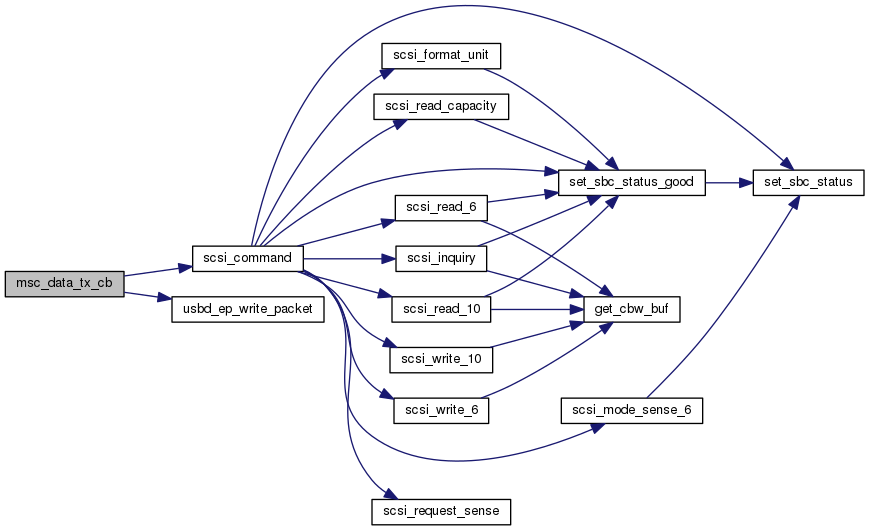 scsi_format_unit
scsi_read_capacity
set_sbc_status_good
set_sbc_status
scsi_read_6
scsi_command
scsi_inquiry
msc_data_tx_cb
usbd_ep_write_packet
scsi_read_10
get_cbw_buf
scsi_write_10
scsi_write_6
scsi_mode_sense_6
scsi_request_sense